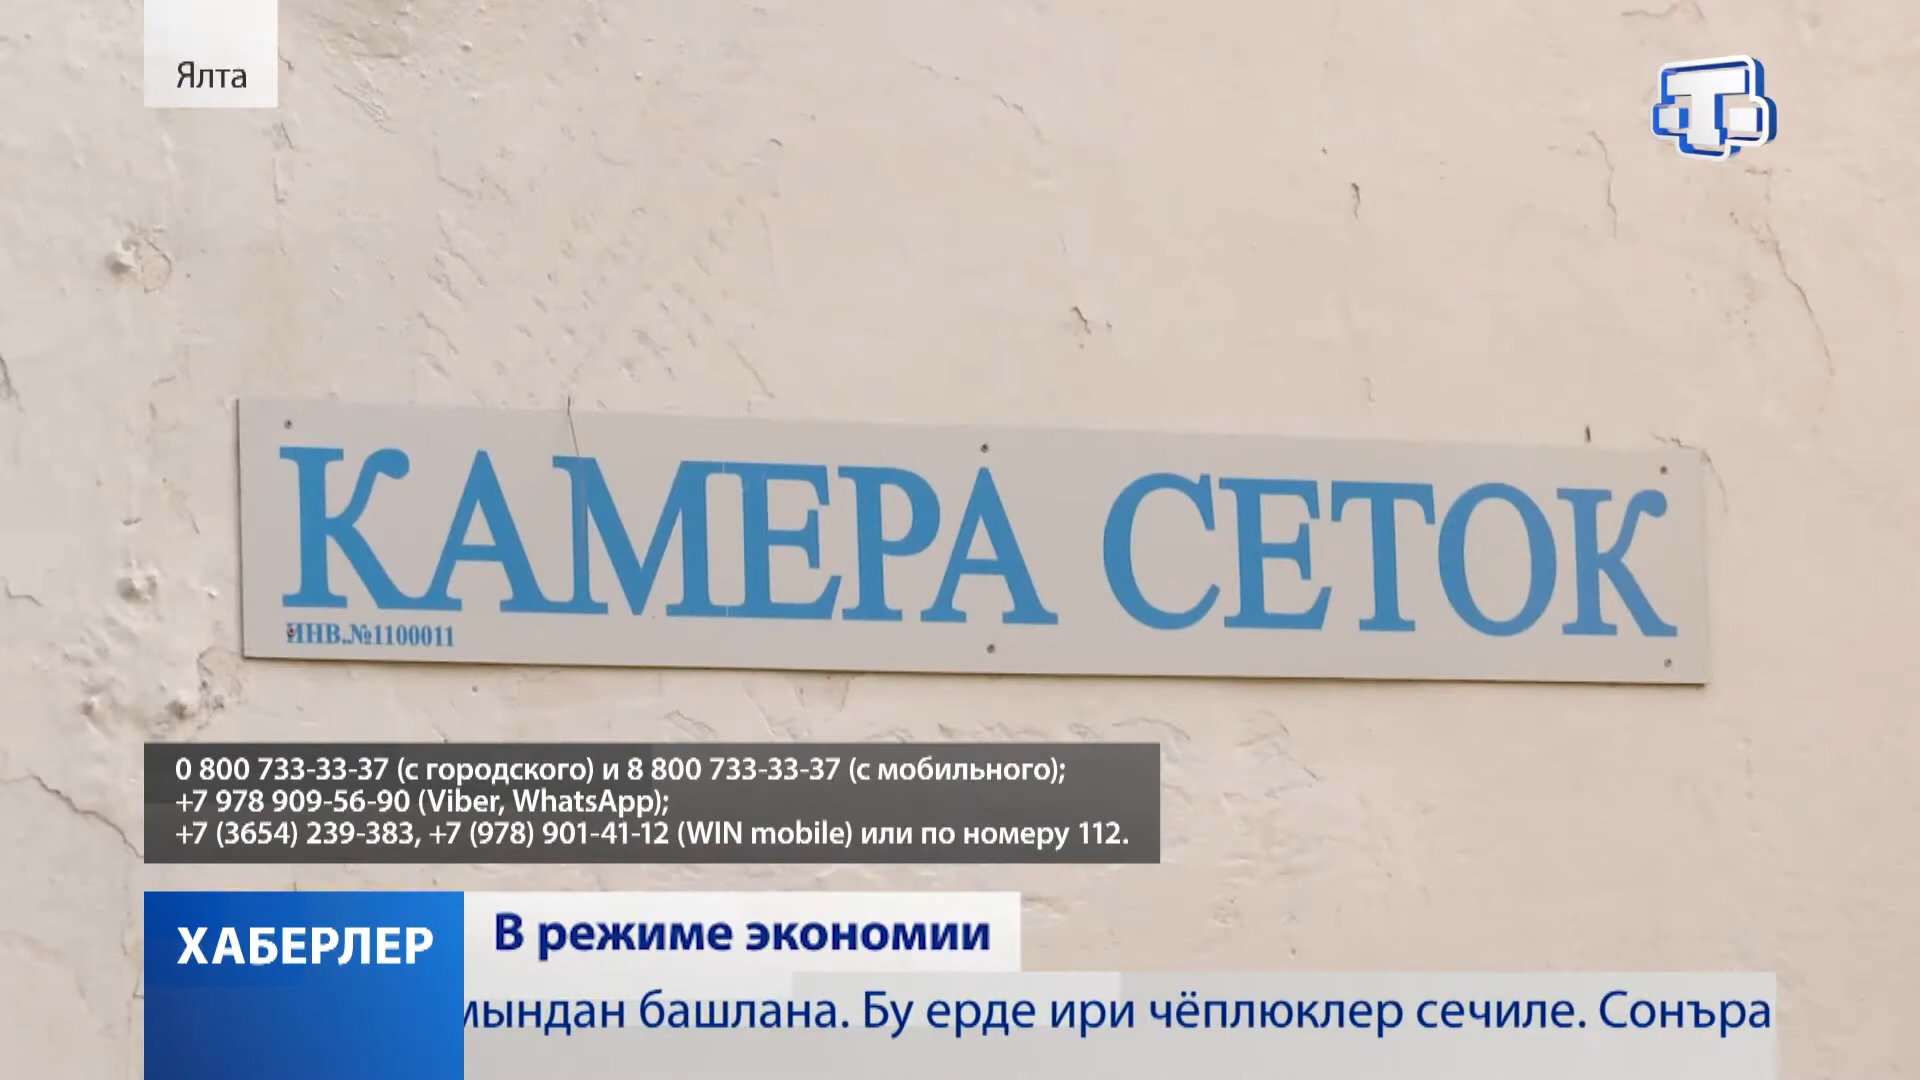 Ялта
КАМЕРА СЕТОК
ИНВ.№1100011
0 800 733-33-37 (с городского) и 8 800 733-33-37 (с мобильного);
+7 978 909-56-90 (Viber, WhatsApp);
+7 (3654) 239-383, +7 (978) 901-41-12 (WIN mobile) или по номеру 112.
ХАБЕРЛЕР
В режиме экономии
башлана. Бу ерде ири чёплюклер сечиле. Сонъра